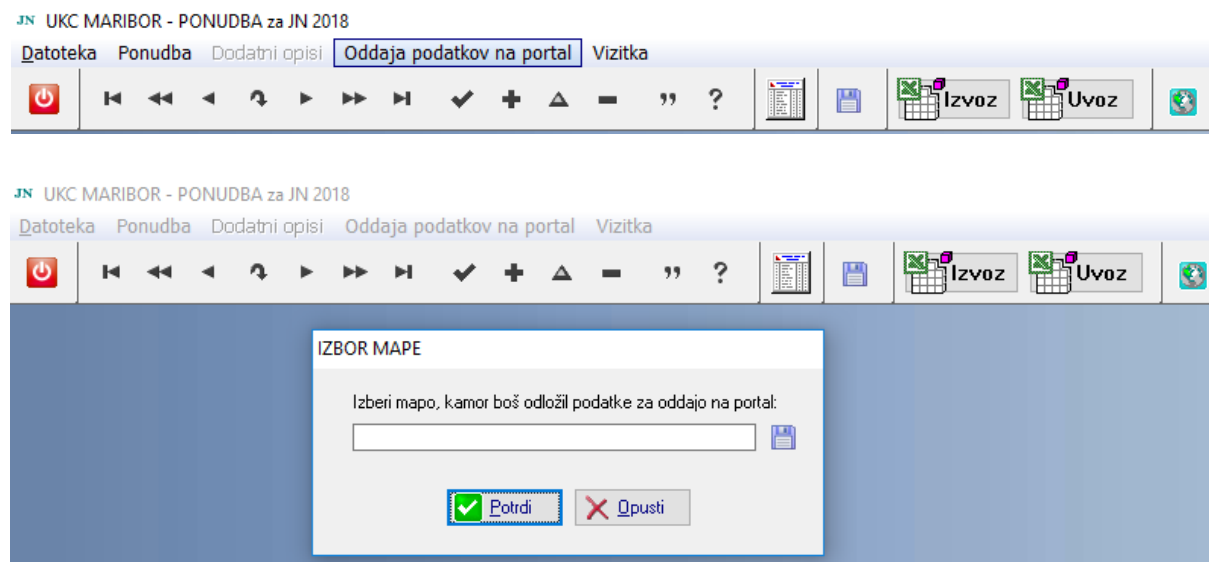 JN UKC MARIBOR - PONUDBA za JN 2018
Datoteka Ponudba Dodatni opisi Oddaja podatkov na portal Vizitka
” ? Izvoz Uvoz
JN UKC MARIBOR - PONUDBA za JN 2018
Datoteka Ponudba Dodatni opisi Oddaja podatkov na portal Vizitka
” ? Izvoz Uvoz
IZBOR MAPE
Izberi mapo, kamor boš odložil podatke za oddajo na portal:
Potrdi Opusti